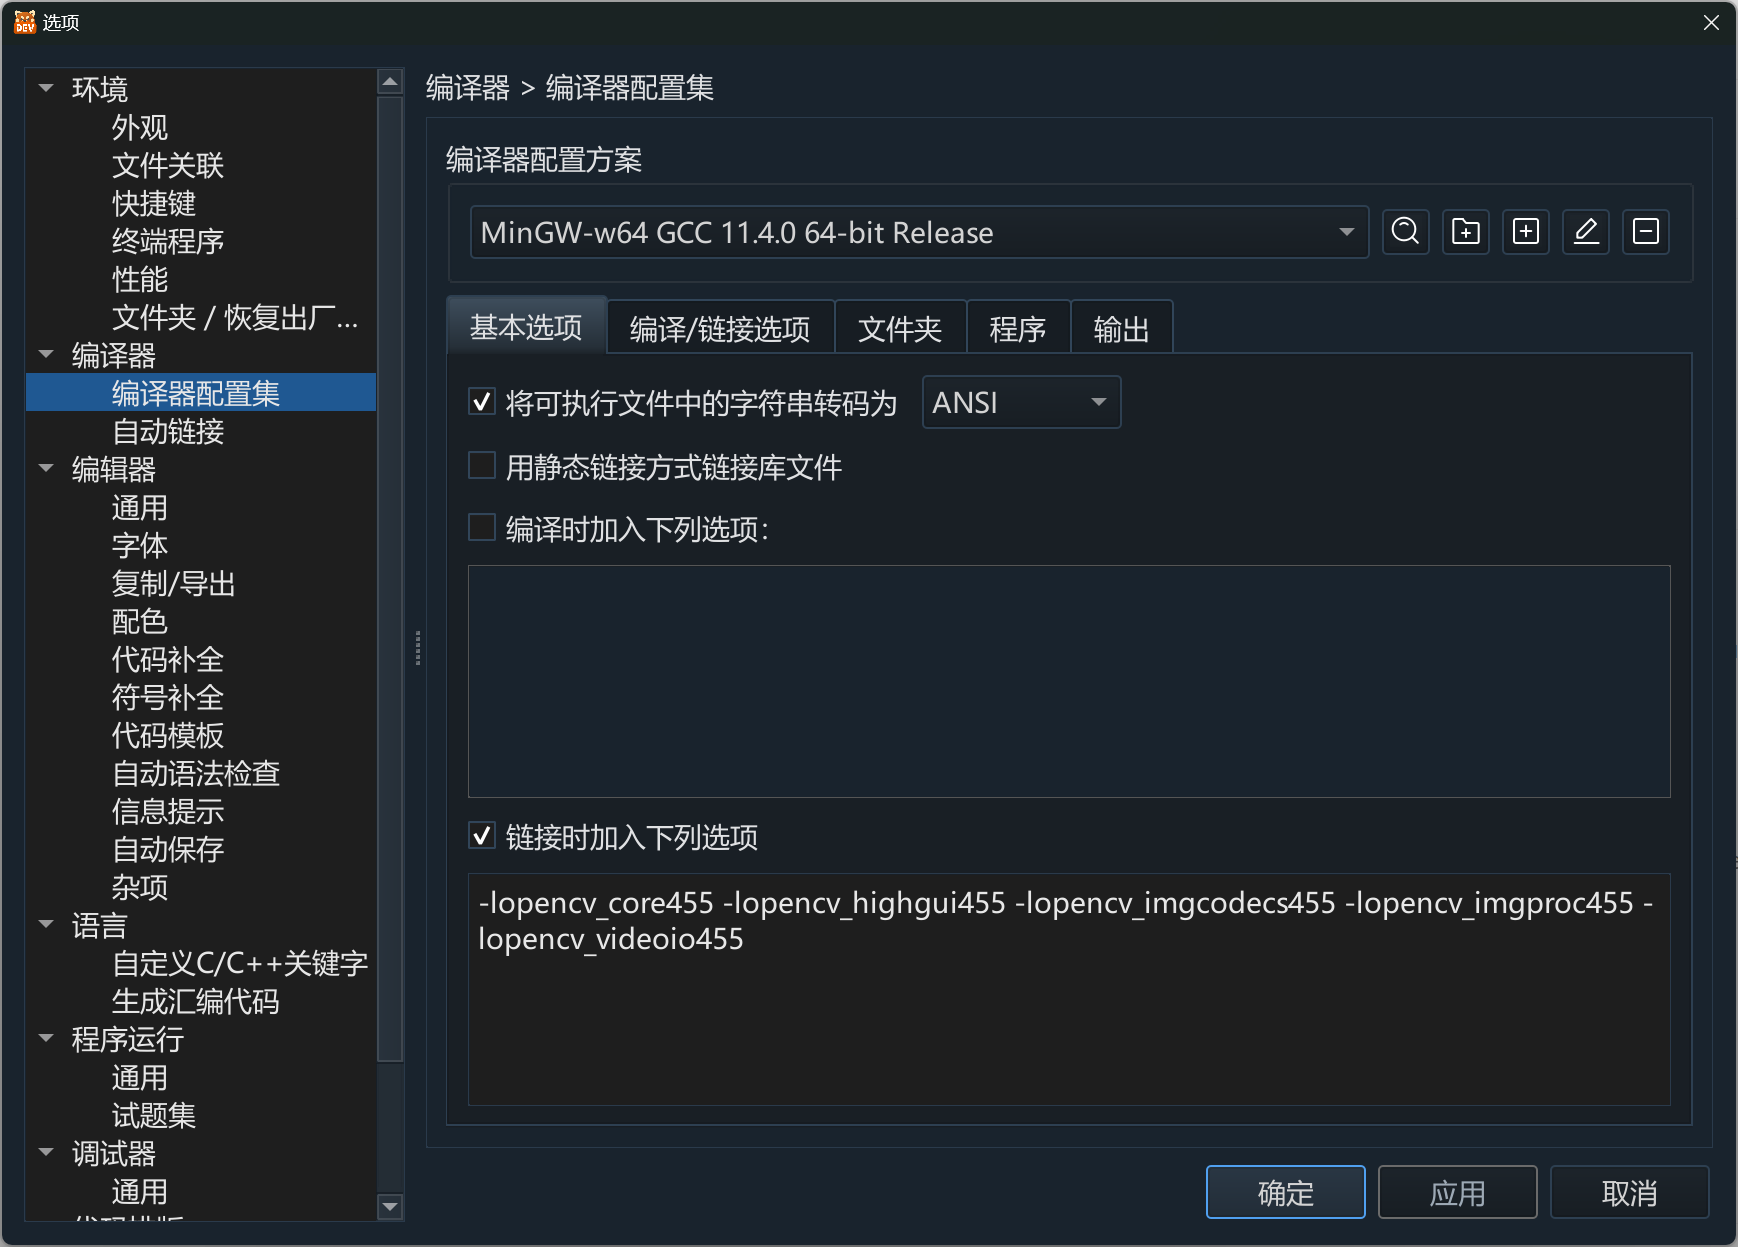 选项
环境
外观
文件关联
快捷键
终端程序
性能
文件夹 / 恢复出厂...
编译器
编译器配置集
自动链接
编辑器
通用
字体
复制/导出
配色
代码补全
符号补全
代码模板
自动语法检查
信息提示
自动保存
杂项
语言
自定义C/C++关键字
生成汇编代码
程序运行
通用
试题集
调试器
通用
编译器 > 编译器配置集
编译器配置方案
MinGW-w64 GCC 11.4.0 64-bit Release
基本选项 编译/链接选项 文件夹 程序 输出
将可执行文件中的字符串转码为 ANSI
用静态链接方式链接库文件
编译时加入下列选项:
链接时加入下列选项
-lopencv_core455 -lopencv_highgui455 -lopencv_imgcodecs455 -lopencv_imgproc455 -
lopencv_videoio455
确定 应用 取消